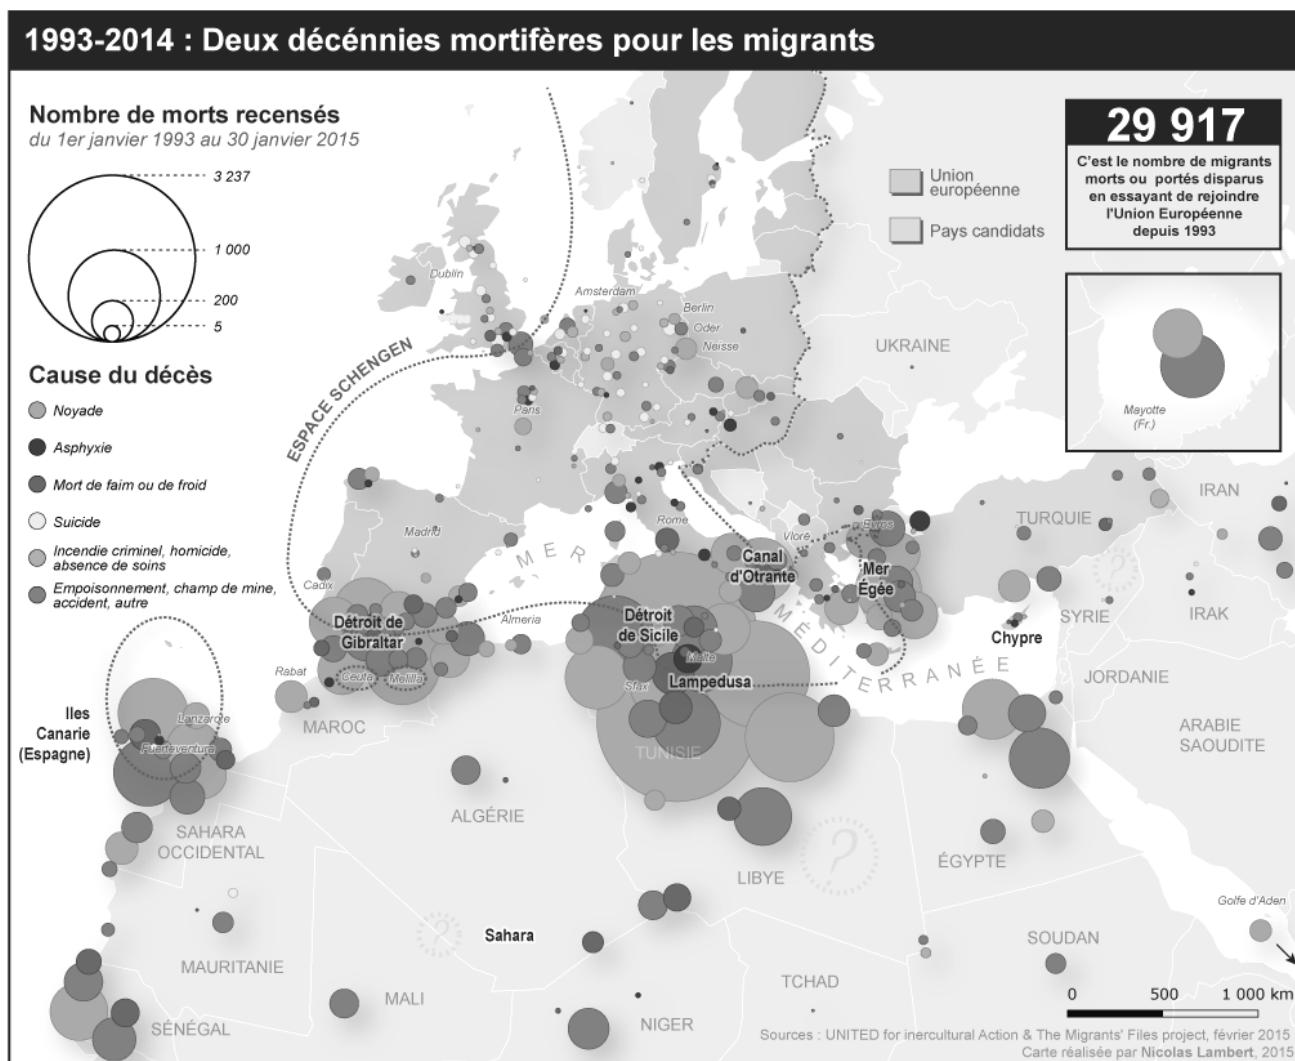 1993-2014 : Deux décénnies mortifères pour les migrants
Nombre de morts recensés
du 1er janvier 1993 au 30 janvier 2015
3 237
1 000
200
5
Cause du décès
Noyade
Asphyxie
Mort de faim ou de froid
Suicide
Incendie criminel, homicide,
absence de soins
Empoisonnement, champ de mine,
accident, autre
Union
européenne
Pays candidats
29 917
C'est le nombre de migrants
morts ou portés disparus
en essayant de rejoindre
l'Union Européenne
depuis 1993
Mayotte
(Fr.)
ESPACE SCHENGEN
Dublin
Amsterdam
Berlin
Oder
Neisse
Paris
UKRAINE
Madrid
Rome
Vlorë
Evros
TURQUIE
IRAN
MER
MÉDITERRANÉE
Canal
d'Otrante
Mer
Égée
Cadix
Détroit de
Gibraltar
Almeria
Détroit
de Sicile
Malte
Lampedusa
Sfax
Chypre
SYRIE
IRAK
JORDANIE
ARABIE
SAOUDITE
Rabat
Ceuta
Melilla
MAROC
Iles
Canarie
(Espagne)
Lanzarote
Fuerteventura
TUNISIE
ALGÉRIE
SAHARA
OCCIDENTAL
LIBYE
?
ÉGYPTE
?
?
Sahara
Golfe d'Aden
SOUDAN
MAURITANIE
MALI
TCHAD
NIGER
SÉNÉGAL
0 500 1 000 km
Sources : UNITED for inercultural Action & The Migrants' Files project, février 2015
Carte réalisée par Nicolas Lambert, 2015